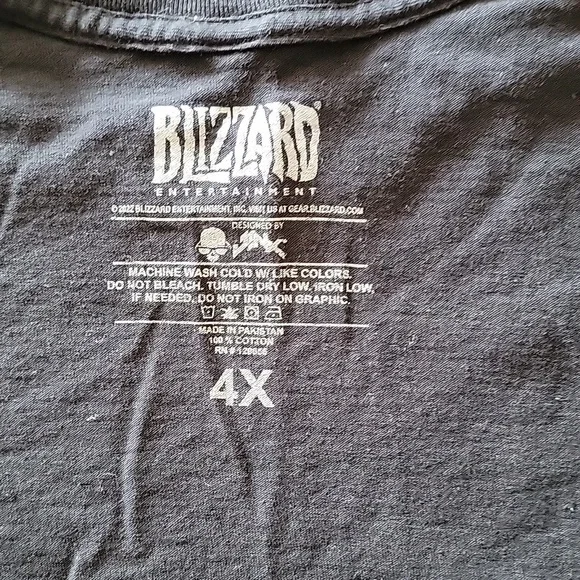 BLIZZARD
ENTERTAINMENT
© 2022 BLIZZARD ENTERTAINMENT, INC. VISIT US AT GEAR.BLIZZARD.COM
DESIGNED BY
JINX
MACHINE WASH COLD W/ LIKE COLORS.
DO NOT BLEACH. TUMBLE DRY LOW. IRON LOW,
IF NEEDED. DO NOT IRON ON GRAPHIC.
MADE IN PAKISTAN
100 % COTTON
RN #
4X